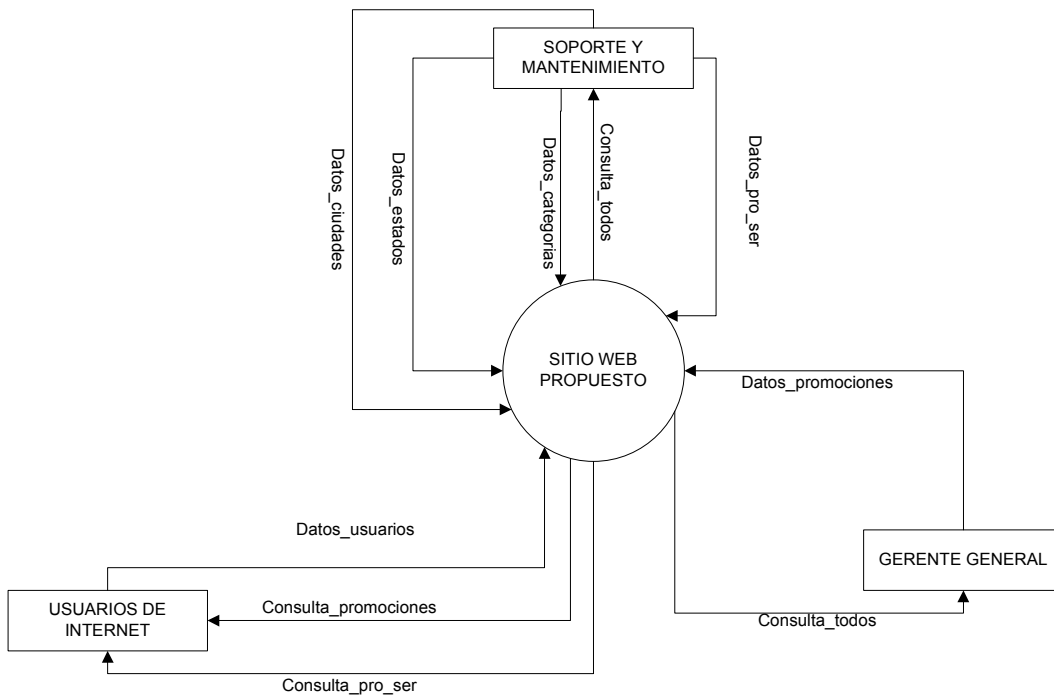 SOPORTE Y
MANTENIMIENTO
Datos_ciudades
Datos_estados
Datos_categorias
Consulta_todos
Datos_pro_ser
SITIO WEB
PROPUESTO
Datos_promociones
Datos_usuarios
GERENTE GENERAL
USUARIOS DE
INTERNET
Consulta_promociones
Consulta_todos
Consulta_pro_ser